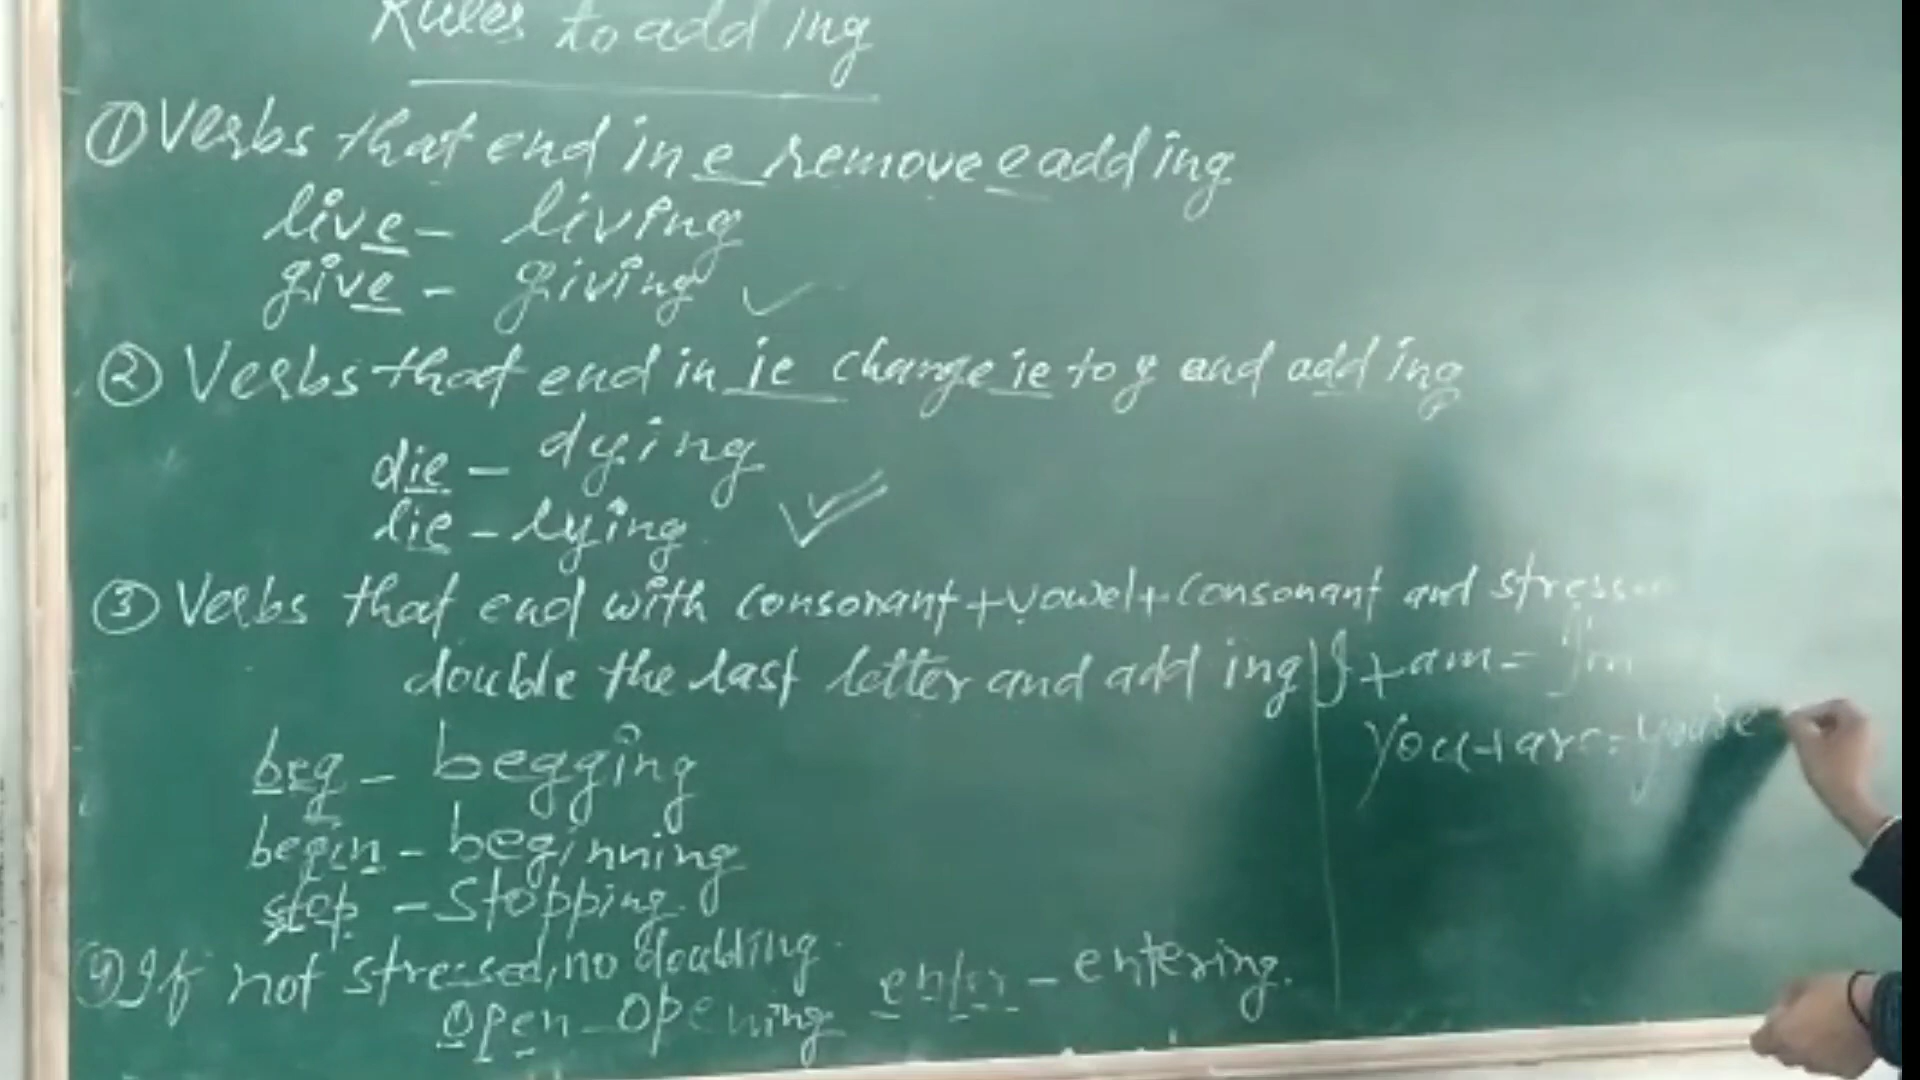 Rules to add ing
① Verbs that end in e remove e add ing
live - living
give - giving
② Verbs that end in ie change ie to y and add ing
die - dying
lie - lying
③ Verbs that end with consonant + vowel + consonant and
double the last letter and add ing
I + am = I'm
you + are = you're
beg - begging
begin - beginning
stop - stopping.
④ If not stressed, no doubling.
open - opening
enter - entering.